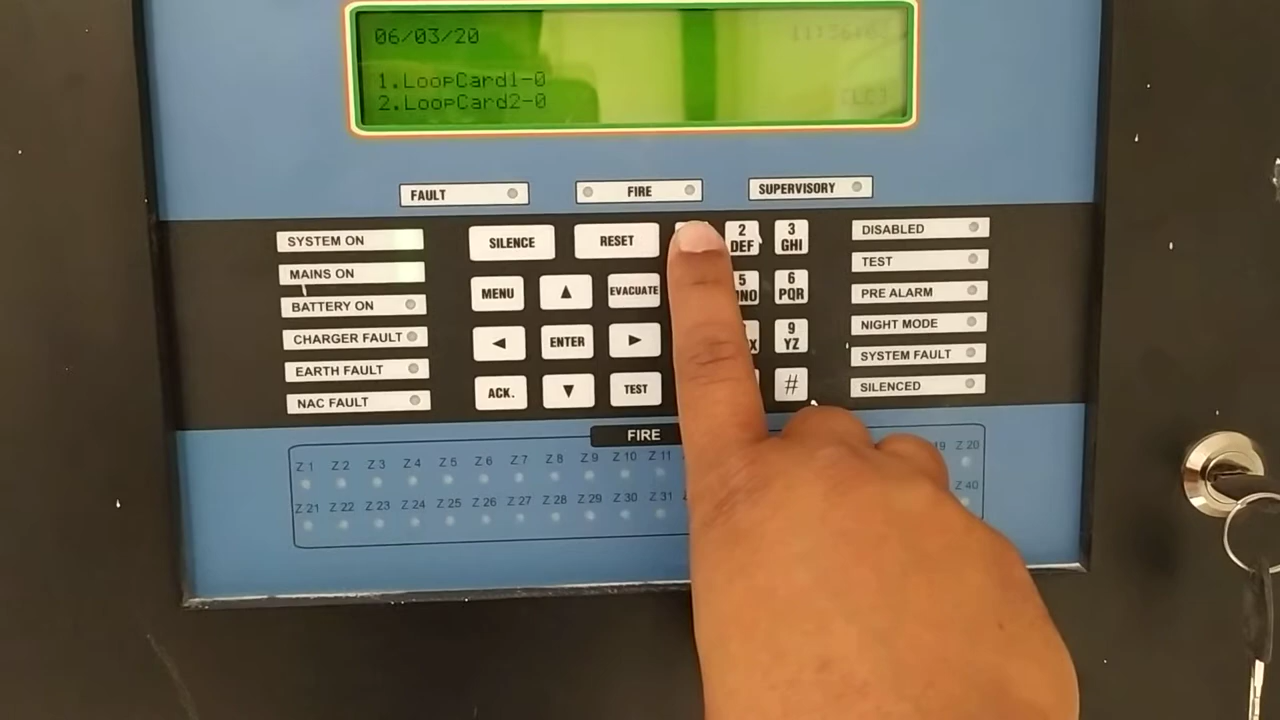 06/03/20
1.LoopCard1-0
2.LoopCard2-0
FAULT
FIRE
SUPERVISORY
SYSTEM ON
MAINS ON
BATTERY ON
CHARGER FAULT
EARTH FAULT
NAC FAULT
SILENCE
RESET
2 DEF
3 GHI
MENU
▲
EVACUATE
5
6 PQR
◄
ENTER
►
9 YZ
ACK.
▼
TEST
#
DISABLED
TEST
PRE ALARM
NIGHT MODE
SYSTEM FAULT
SILENCED
FIRE
Z 1 Z 2 Z 3 Z 4 Z 5 Z 6 Z 7 Z 8 Z 9 Z 10 Z 11 19 Z 20
Z 21 Z 22 Z 23 Z 24 Z 25 Z 26 Z 27 Z 28 Z 29 Z 30 Z 31 Z 40